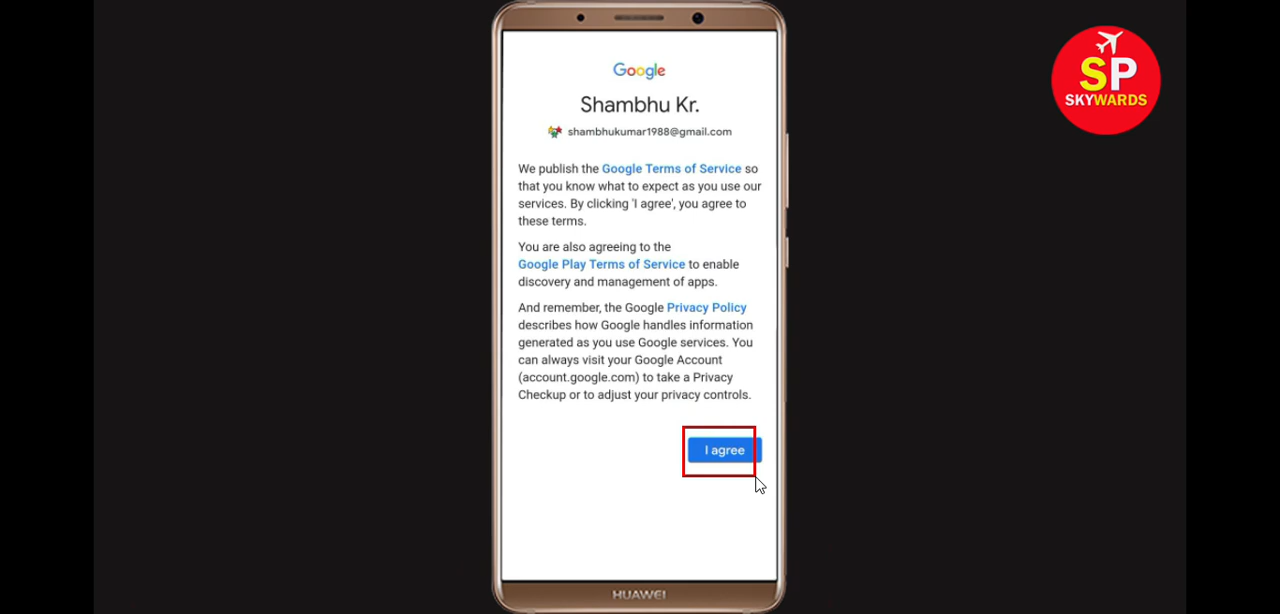 Google
Shambhu Kr.
shambhukumar1988@gmail.com
We publish the Google Terms of Service so
that you know what to expect as you use our
services. By clicking 'I agree', you agree to
these terms.
You are also agreeing to the
Google Play Terms of Service to enable
discovery and management of apps.
And remember, the Google Privacy Policy
describes how Google handles information
generated as you use Google services. You
can always visit your Google Account
(account.google.com) to take a Privacy
Checkup or to adjust your privacy controls.
I agree
HUAWEI
SP
SKYWARDS